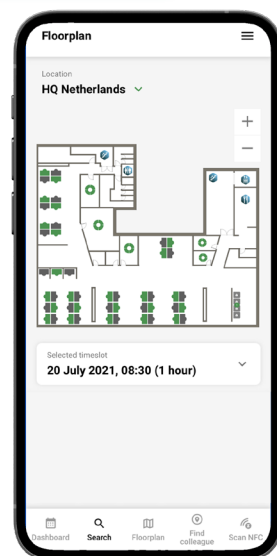 Floorplan
Location
HQ Netherlands
Selected timeslot
20 July 2021, 08:30 (1 hour)
Dashboard
Search
Floorplan
Find
colleague
Scan NFC